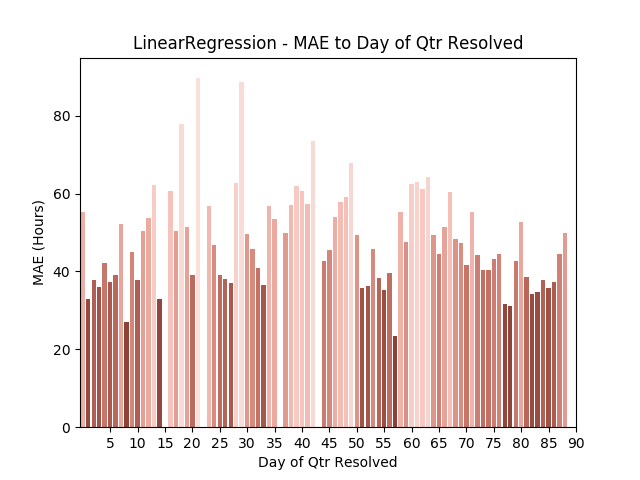 LinearRegression - MAE to Day of Qtr Resolved
MAE (Hours)
80
60
40
20
0
5 10 15 20 25 30 35 40 45 50 55 60 65 70 75 80 85 90
Day of Qtr Resolved